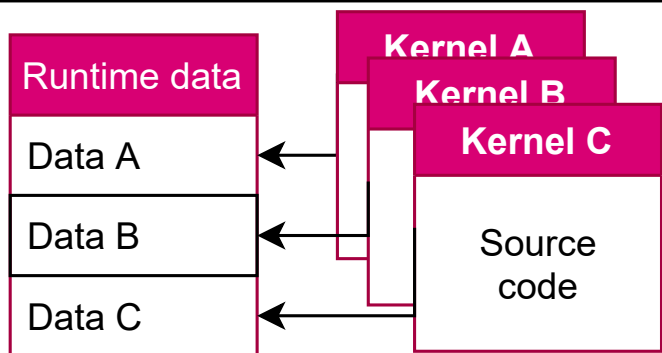 Runtime data
Data A
Data B
Data C
Kernel A
Kernel B
Kernel C
Source
code